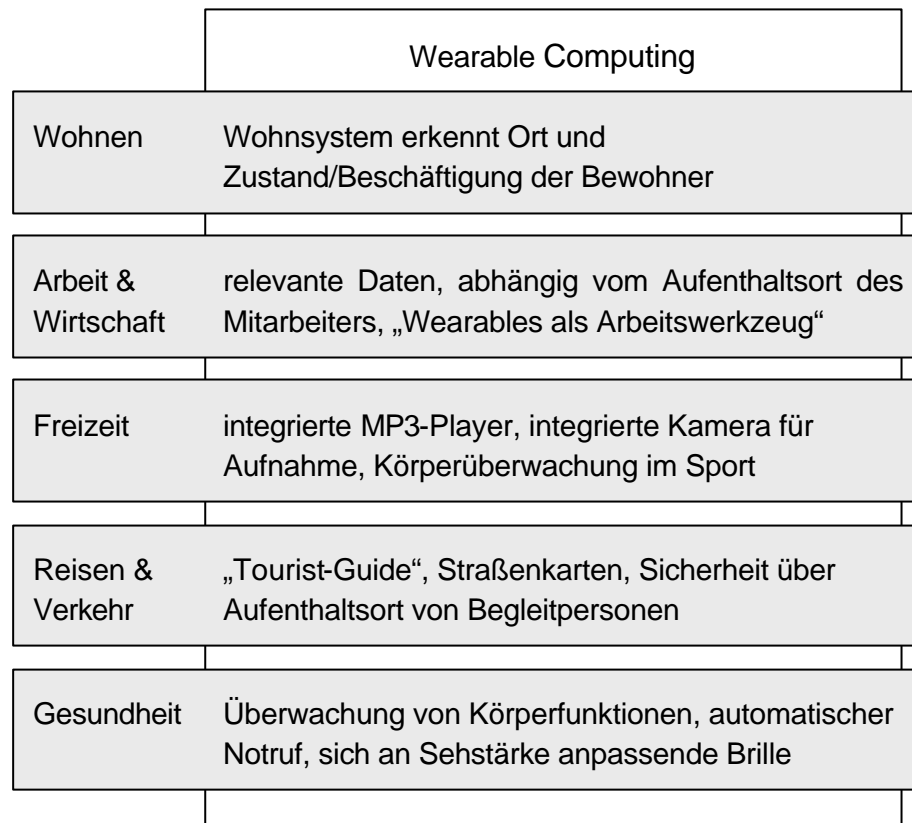 Wearable Computing
Wohnen
Wohnsystem erkennt Ort und
Zustand/Beschäftigung der Bewohner
Arbeit &
Wirtschaft
relevante Daten, abhängig vom Aufenthaltsort des
Mitarbeiters, „Wearables als Arbeitswerkzeug“
Freizeit
integrierte MP3-Player, integrierte Kamera für
Aufnahme, Körperüberwachung im Sport
Reisen &
Verkehr
„Tourist-Guide“, Straßenkarten, Sicherheit über
Aufenthaltsort von Begleitpersonen
Gesundheit
Überwachung von Körperfunktionen, automatischer
Notruf, sich an Sehstärke anpassende Brille